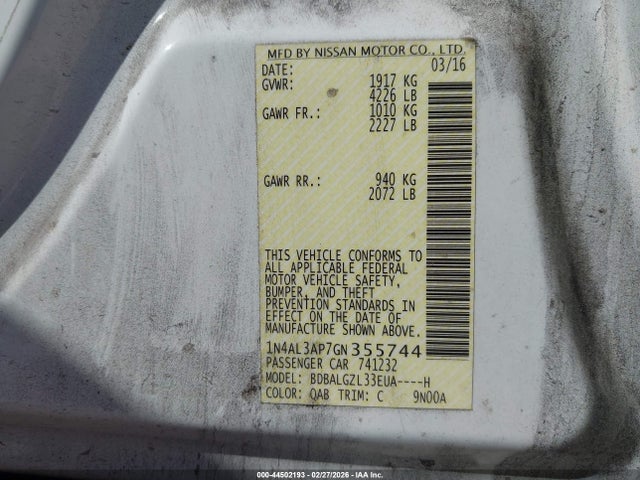 MFD BY NISSAN MOTOR CO., LTD.
DATE: 03/16
GVWR: 1917 KG
4226 LB
GAWR FR.: 1010 KG
2227 LB
GAWR RR.: 940 KG
2072 LB
THIS VEHICLE CONFORMS TO
ALL APPLICABLE FEDERAL
MOTOR VEHICLE SAFETY,
BUMPER, AND THEFT
PREVENTION STANDARDS IN
EFFECT ON THE DATE OF
MANUFACTURE SHOWN ABOVE.
1N4AL3AP7GN355744
PASSENGER CAR 741232
MODEL: BDBALGZL33EUA----H
COLOR: QAB TRIM: C 9N00A
000-44502193 - 02/27/2026 - IAA Inc.